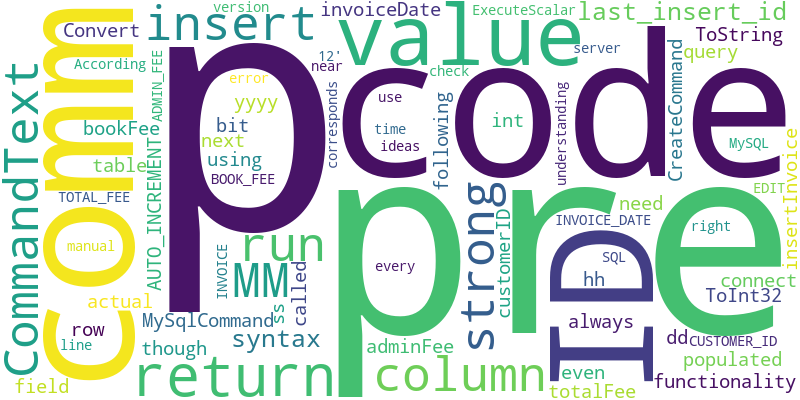 version
invoiceDate
ExecuteScalar
last_insert_id
insert
Convert
value
12'
server
ToString
According
ADMIN_FEE
near
check
query
error
corresponds
CreateCommand
comm
CommandText
p
code
yyyy
use
bookFee
bit
time
int
MySQL
next
ideas
following
understanding
table
using
AUTO_INCREMENT
BOOK_FEE
EDIT
TOTAL_FEE
strong
customerID
need
insertInvoice
INVOICE_DATE
pre
ID
run
right
manual
INVOICE
every
SQL
MM
called
hh
connect
actual
ss
ToInt32
row
MySqlCommand
always
line
syntax
dd
CUSTOMER_ID
though
adminFee
populated
return
column
even
field
totalFee
functionality